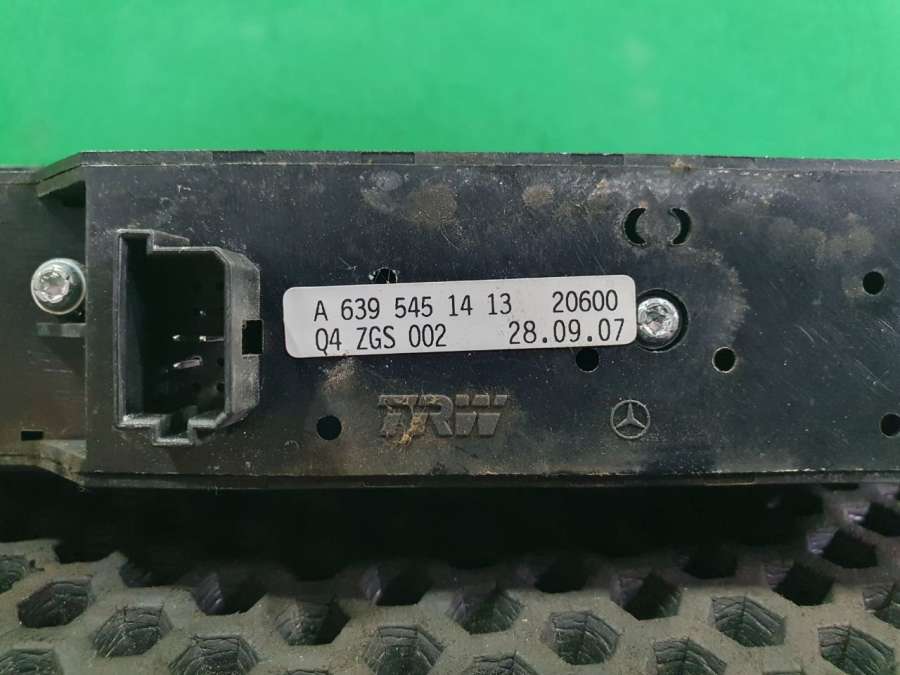 A 639 545 14 13 20600
Q4 ZGS 002 28.09.07
TRW